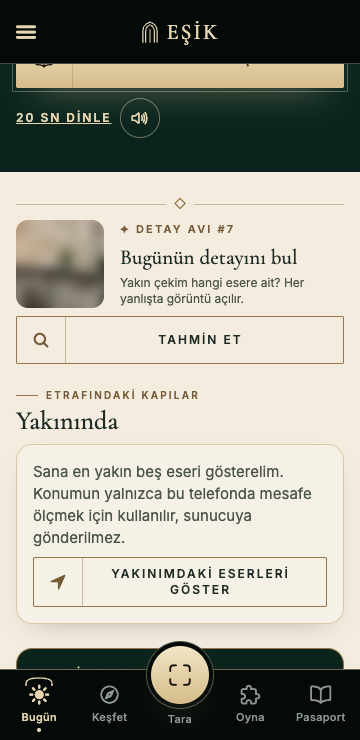 EŞİK
20 SN DİNLE
DETAY AVI #7
Bugünün detayını bul
Yakın çekim hangi esere ait? Her
yanlışta görüntü açılır.
TAHMİN ET
ETRAFINDAKİ KAPILAR
Yakınında
Sana en yakın beş eseri gösterelim.
Konumun yalnızca bu telefonda mesafe
ölçmek için kullanılır, sunucuya
gönderilmez.
YAKINIMDAKİ ESERLERİ
GÖSTER
Bugün
Keşfet
Tara
Oyna
Pasaport